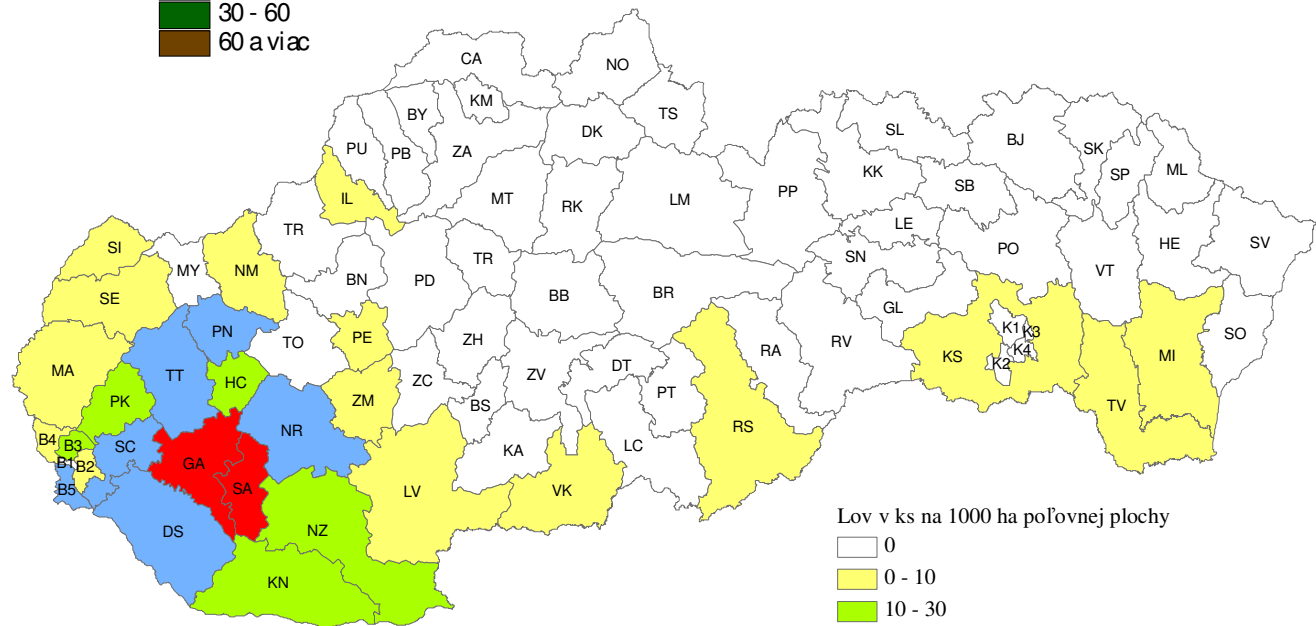 30 - 60
60 a viac
CA
NO
KM
BY
TS
DK
PU
PB
ZA
SL
BJ
SK
SP
ML
KK
PP
SB
IL
MT
RK
LM
LE
TR
SI
MY
NM
TR
PO
HE
SV
SN
VT
BN
PD
BB
BR
SE
GL
PN
TO
PE
ZH
RA
RV
K1
K3
K4
K2
SO
KS
MI
MA
TT
HC
ZC
ZV
DT
PT
PK
ZM
BS
TV
RS
NR
B4
B3
SC
KA
LC
GA
B1
B2
B5
SA
LV
VK
DS
NZ
KN
Lov v ks na 1000 ha poľovnej plochy
0
0 - 10
10 - 30